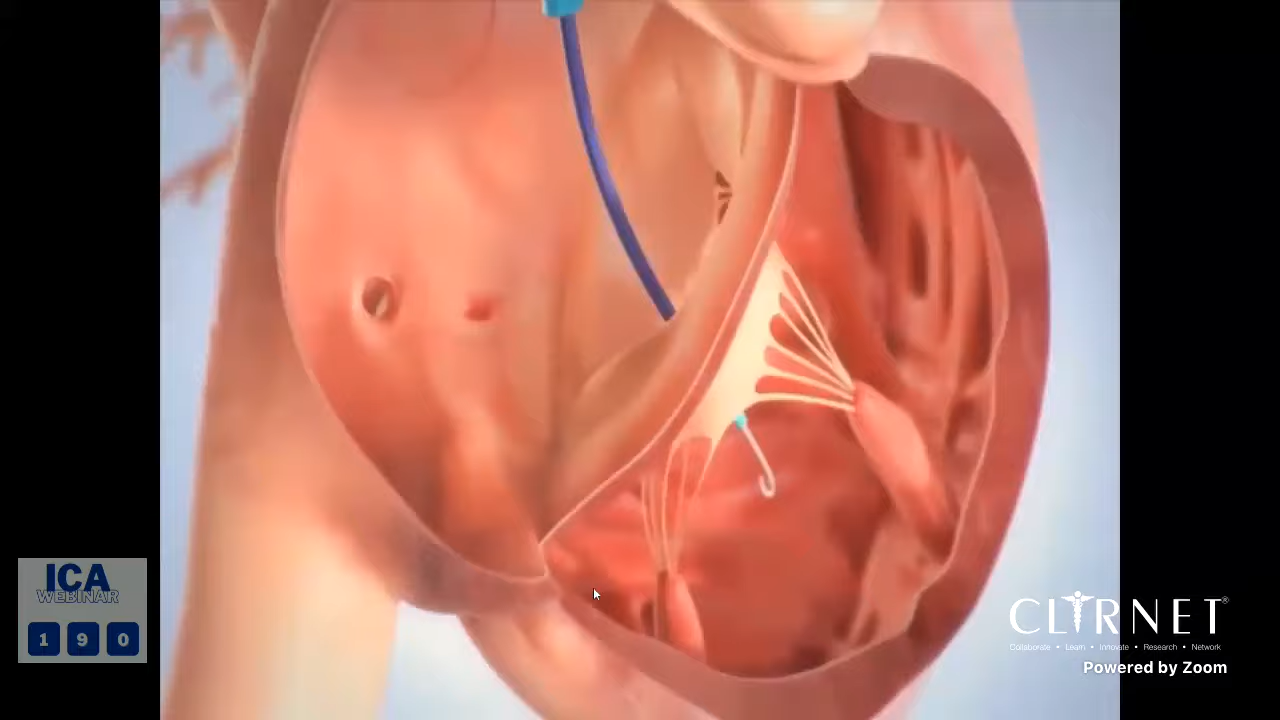 ICA
WEBINAR
1 9 0
CLIRNET®
Collaborate • Learn • Innovate • Research • Network
Powered by Zoom